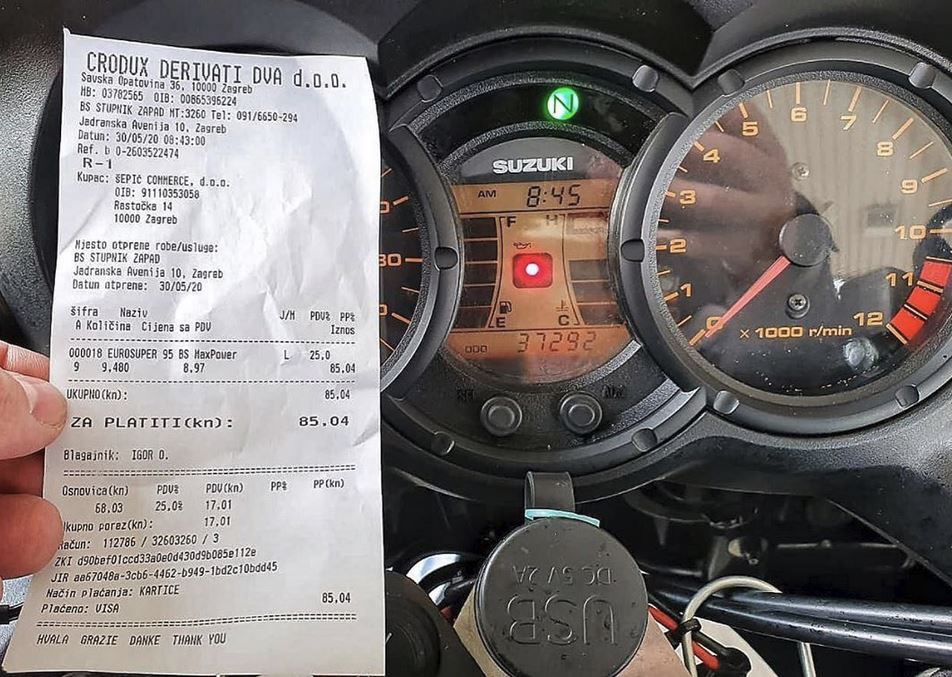 CRODUX DERIVATI DVA d.o.o.
Savska Opatovina 36, 10000 Zagreb
MB: 03782565 OIB: 00865396224
BS STUPNIK ZAPAD MT:3260 Tel: 091/6650-294
Jadranska Avenija 10, Zagreb
Datum: 30/05/20 08:43:00
Ref. b 0-2603522474
R-1
Kupac: ŠEPIĆ COMMERCE, d.o.o.
OIB: 91110353058
Rastočka 14
10000 Zagreb
Mjesto otpreme robe/usluge:
BS STUPNIK ZAPAD
Jadranska Avenija 10, Zagreb
Datum otpreme: 30/05/20
šifra Naziv J/M PDV% PP%
A Količina Cijena sa PDV Iznos
000018 EUROSUPER 95 BS MaxPower L 25.0
9 9.480 8.97 85.04
UKUPNO(kn): 85.04
ZA PLATITI(kn): 85.04
Blagajnik: IGOR O.
Osnovica(kn) PDV% PDV(kn) PP% PP(kn)
68.03 25.0% 17.01
kupno porez(kn): 17.01
ačun: 112786 / 32603260 / 3
ZKI d90bef01ccd33a0e0d430d9b085e112e
JIR aa67048a-3cb6-4462-b949-1bd2c10bdd45
Način plaćanja: KARTICE
Plaćeno: VISA 85,04
HVALA GRAZIE DANKE THANK YOU
N
SUZUKI
AM 8:45
F H
E C
ODO 37292
30
0 1 2 3 4 5 6 7 8 9 10 11 12
x 1000 r/min
DC 5V 2A
USB